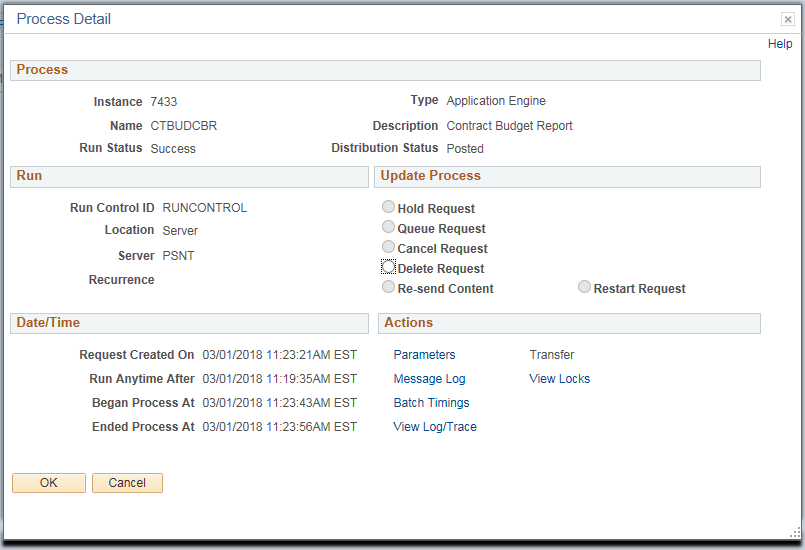 Process Detail
Help
Process
Instance 7433
Type Application Engine
Name CTBUDCBR
Description Contract Budget Report
Run Status Success
Distribution Status Posted
Run
Update Process
Run Control ID RUNCONTROL
Hold Request
Location Server
Queue Request
Cancel Request
Server PSNT
Delete Request
Recurrence
Re-send Content
Restart Request
Date/Time
Actions
Request Created On 03/01/2018 11:23:21AM EST
Parameters
Transfer
Run Anytime After 03/01/2018 11:19:35AM EST
Message Log
View Locks
Began Process At 03/01/2018 11:23:43AM EST
Batch Timings
Ended Process At 03/01/2018 11:23:56AM EST
View Log/Trace
OK
Cancel